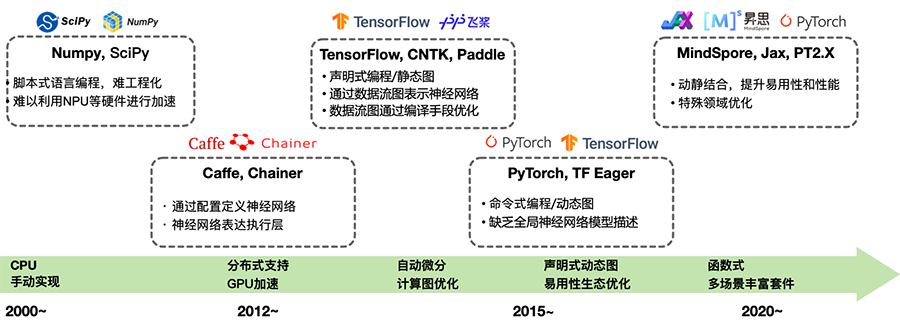 SciPy
NumPy
Numpy, SciPy
• 脚本式语言编程，难工程化
• 难以利用NPU等硬件进行加速
TensorFlow
飞桨
TensorFlow, CNTK, Paddle
• 声明式编程/静态图
• 通过数据流图表示神经网络
• 数据流图通过编译手段优化
JAX
[M]s
昇思
MindSpore
PyTorch
MindSpore, Jax, PT2.X
• 动静结合，提升易用性和性能
• 特殊领域优化
Caffe
Chainer
Caffe, Chainer
· 通过配置定义神经网络
· 神经网络表达执行层
PyTorch
TensorFlow
PyTorch, TF Eager
• 命令式编程/动态图
• 缺乏全局神经网络模型描述
CPU
手动实现
分布式支持
GPU加速
自动微分
计算图优化
声明式动态图
易用性生态优化
函数式
多场景丰富套件
2000~
2012~
2015~
2020~